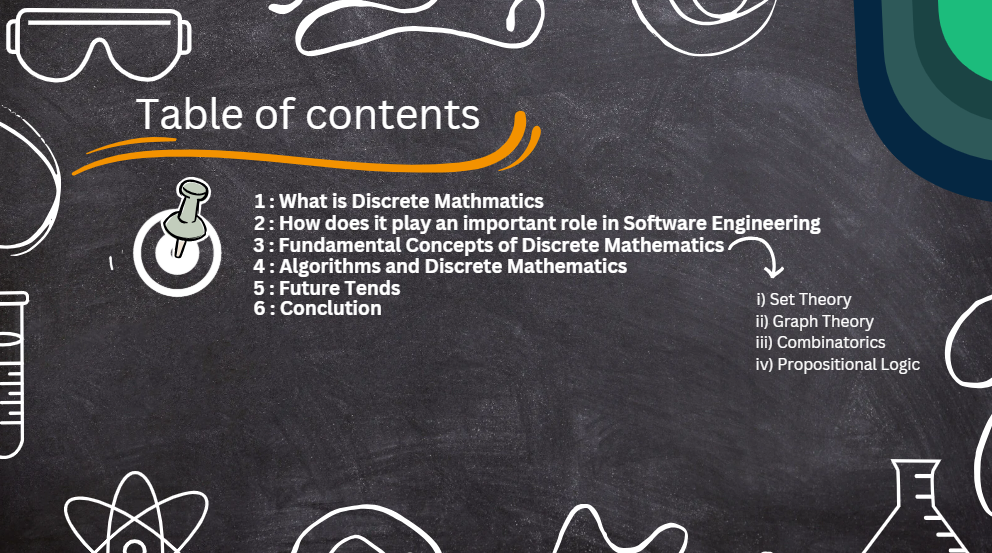 Table of contents
1 : What is Discrete Mathmatics
2 : How does it play an important role in Software Engineering
3 : Fundamental Concepts of Discrete Mathematics
4 : Algorithms and Discrete Mathematics
5 : Future Tends
6 : Conclution
i) Set Theory
ii) Graph Theory
iii) Combinatorics
iv) Propositional Logic